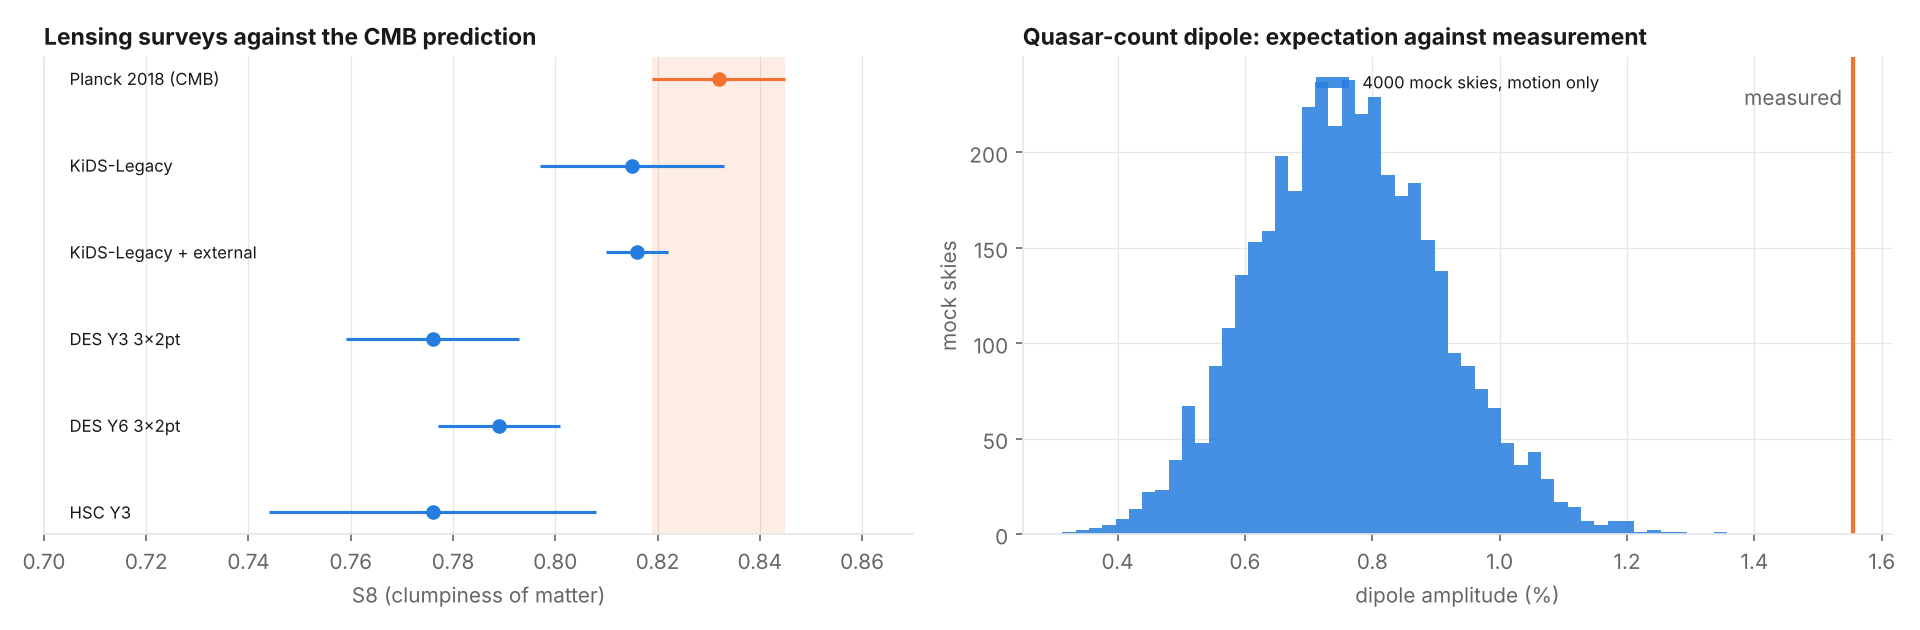 Lensing surveys against the CMB prediction
Planck 2018 (CMB)
KiDS-Legacy
KiDS-Legacy + external
DES Y3 3×2pt
DES Y6 3×2pt
HSC Y3
0.70 0.72 0.74 0.76 0.78 0.80 0.82 0.84 0.86
S8 (clumpiness of matter)
Quasar-count dipole: expectation against measurement
4000 mock skies, motion only
measured
mock skies
200
150
100
50
0
0.4 0.6 0.8 1.0 1.2 1.4 1.6
dipole amplitude (%)